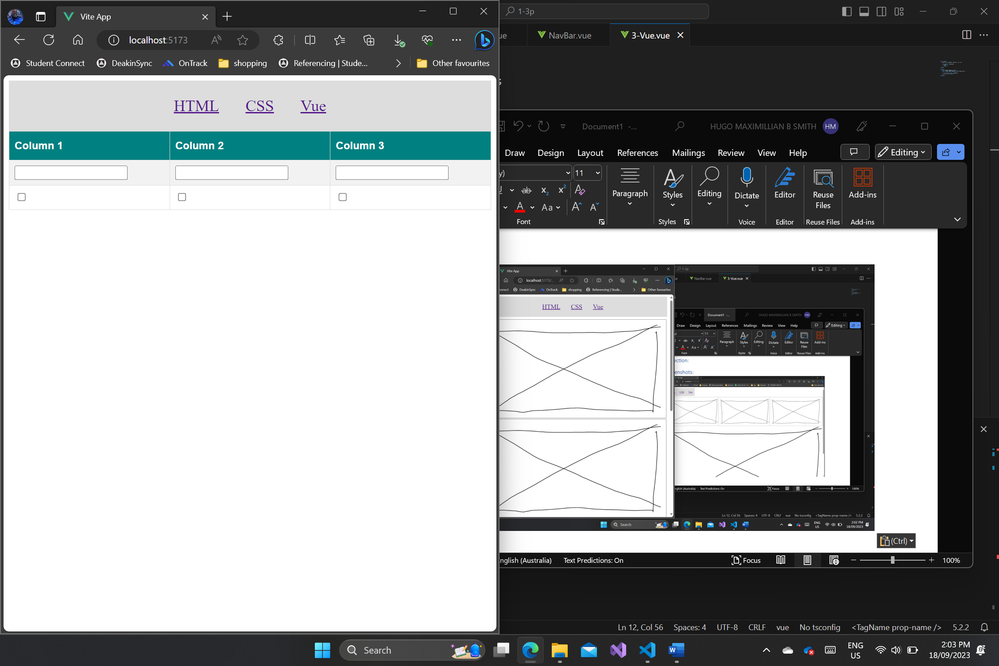 Vite App
localhost:5173
Student Connect
DeakinSync
OnTrack
shopping
Referencing | Stude...
Other favourites
HTML
CSS
Vue
Column 1
Column 2
Column 3
1-3p
ue
NavBar.vue
3-Vue.vue
;
Document1 -...
HUGO MAXIMILLIAN B SMITH
HM
Draw
Design
Layout
References
Mailings
Review
View
Help
Editing
y)
11
Paragraph
Styles
Editing
Dictate
Editor
Reuse Files
Add-ins
Font
Styles
Voice
Editor
Reuse Files
Add-ins
Vite App
localhost:5173/...
onnect
DeakinSync
OnTrack
shopping
Referencing | Stude...
Other favourites
HTML
CSS
Vue
1-3p
ue
NavBar.vue
3-Vue.vue
Document1 -...
HUGO MAXIMILLIAN B SMITH
HM
Draw
Design
Layout
References
Mailings
Review
View
Help
Editing
y)
11
Paragraph
Styles
Editing
Dictate
Editor
Reuse Files
Add-ins
Font
Styles
Voice
Editor
Reuse Files
Add-ins
ection:
enshots:
CSS
Vue
nglish (Australia)
Text Predictions: On
Focus
100%
Ln 12, Col 56
Spaces: 4
UTF-8
CRLF
vue
No tsconfig
<TagName prop-name />
5.2.2
Search
ENG
US
2:02 PM
18/09/2023
(Ctrl)
nglish (Australia)
Text Predictions: On
Focus
100%
Ln 12, Col 56
Spaces: 4
UTF-8
CRLF
vue
No tsconfig
<TagName prop-name />
5.2.2
Search
ENG
US
2:03 PM
18/09/2023